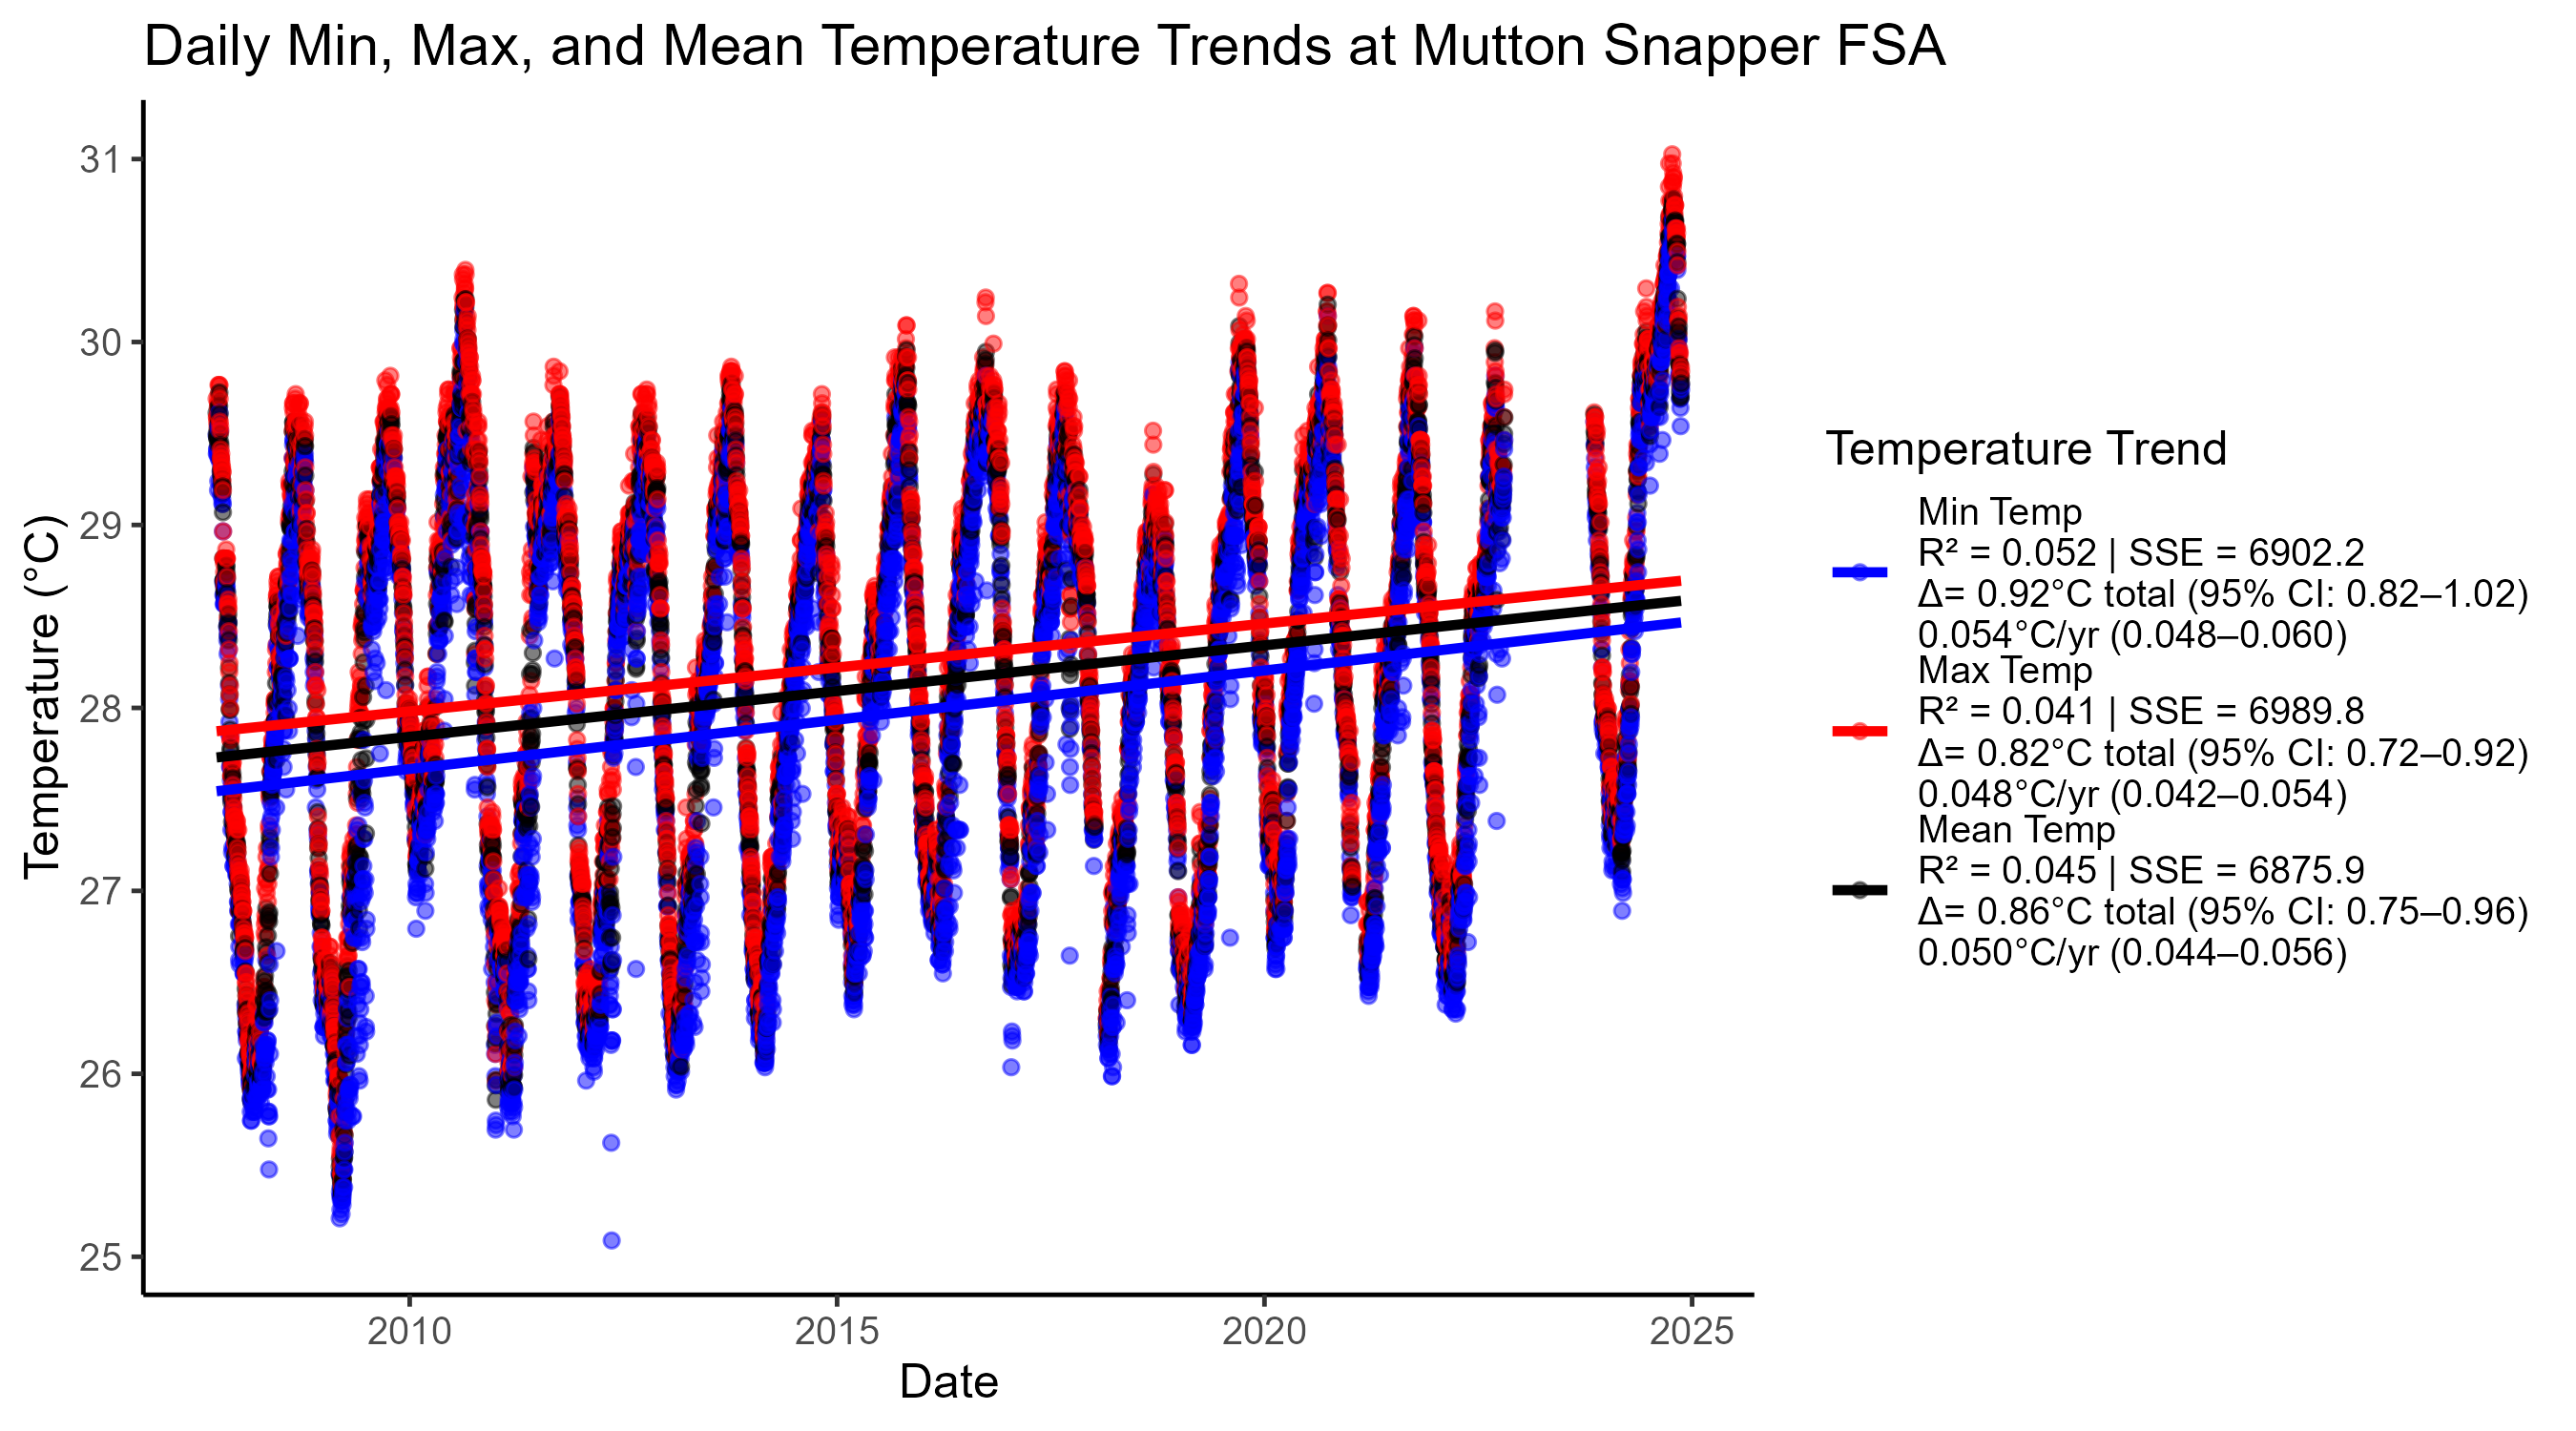 Daily Min, Max, and Mean Temperature Trends at Mutton Snapper FSA
31
30
29
28
27
26
25
Temperature (°C)
2010
2015
2020
2025
Date
Temperature Trend
Min Temp
R² = 0.052 | SSE = 6902.2
Δ= 0.92°C total (95% CI: 0.82–1.02)
0.054°C/yr (0.048–0.060)
Max Temp
R² = 0.041 | SSE = 6989.8
Δ= 0.82°C total (95% CI: 0.72–0.92)
0.048°C/yr (0.042–0.054)
Mean Temp
R² = 0.045 | SSE = 6875.9
Δ= 0.86°C total (95% CI: 0.75–0.96)
0.050°C/yr (0.044–0.056)